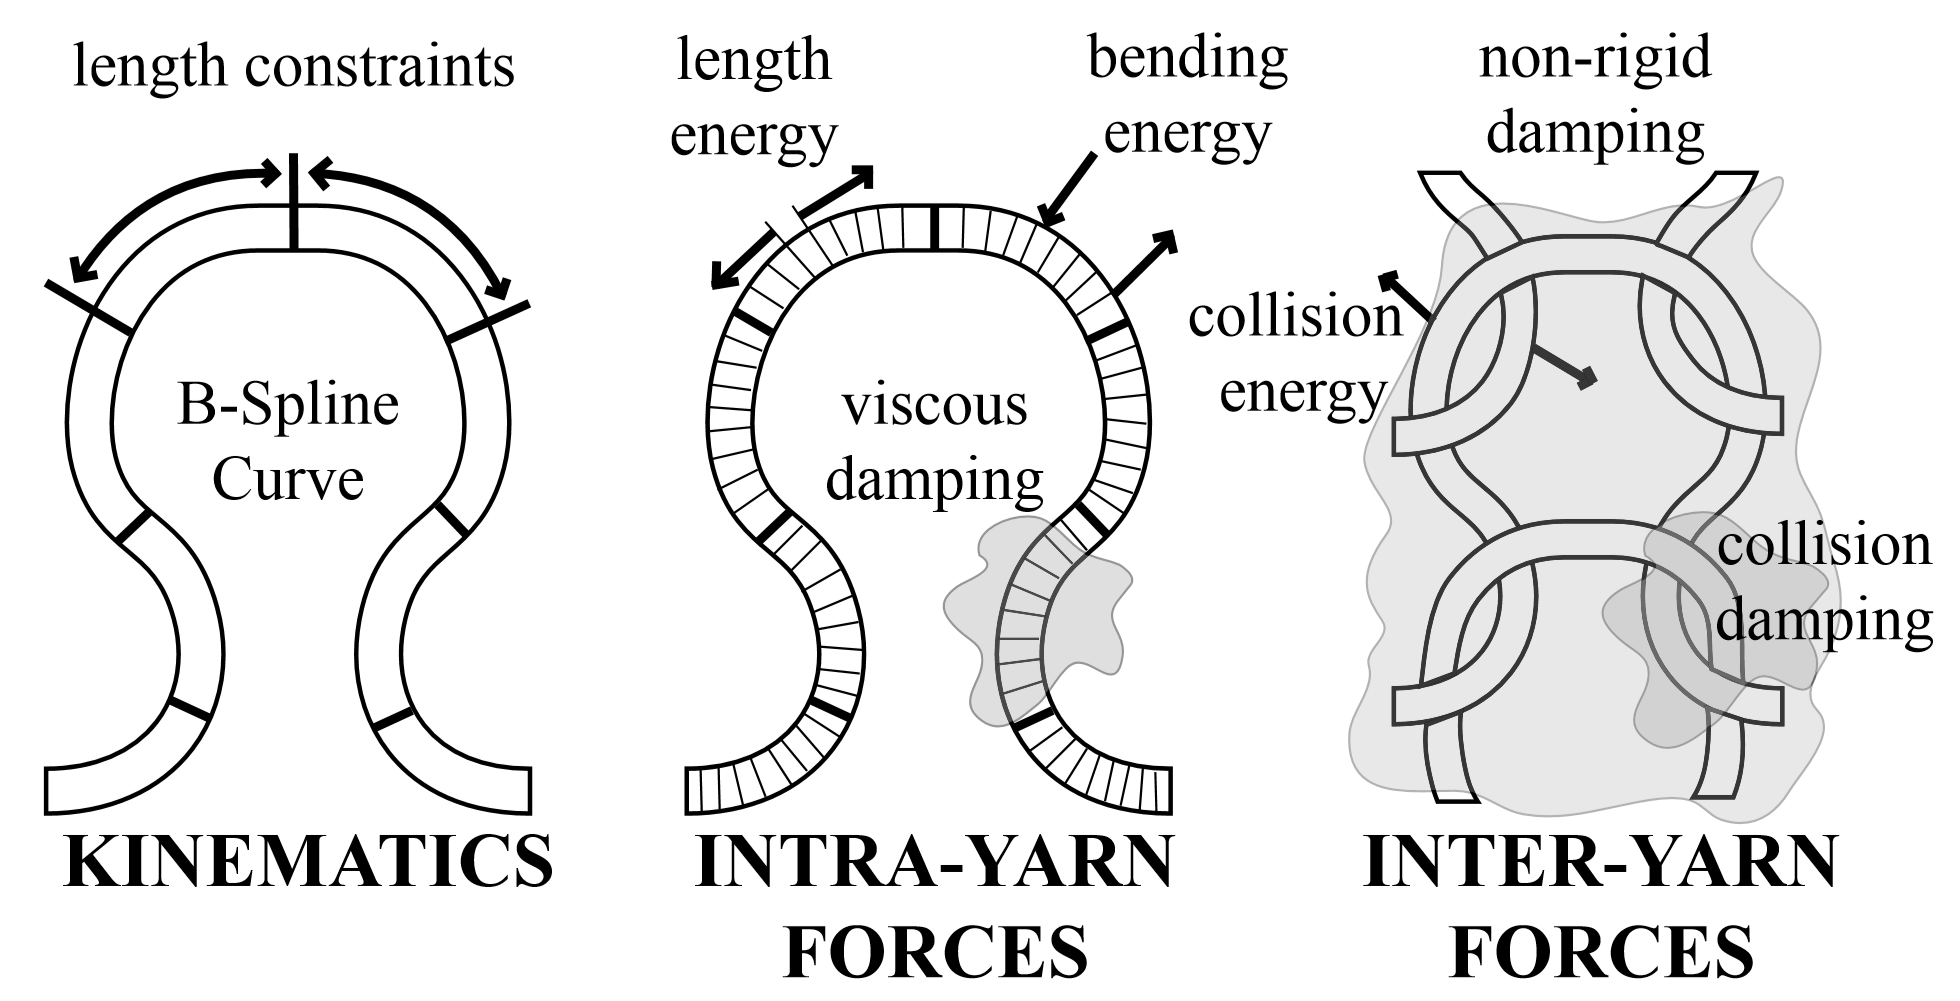 length constraints
B-Spline
Curve
KINEMATICS
length
energy
bending
energy
viscous
damping
INTRA-YARN
FORCES
non-rigid
damping
collision
energy
collision
damping
INTER-YARN
FORCES